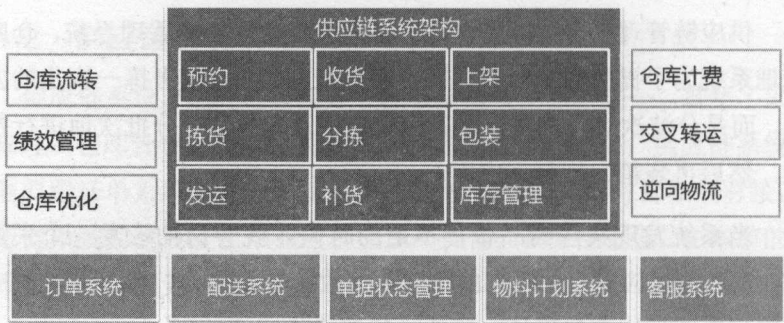 供应链系统架构
仓库流转 预约 收货 上架 仓库计费
绩效管理 拣货 分拣 包装 交叉转运
仓库优化 发运 补货 库存管理 逆向物流
订单系统 配送系统 单据状态管理 物料计划系统 客服系统